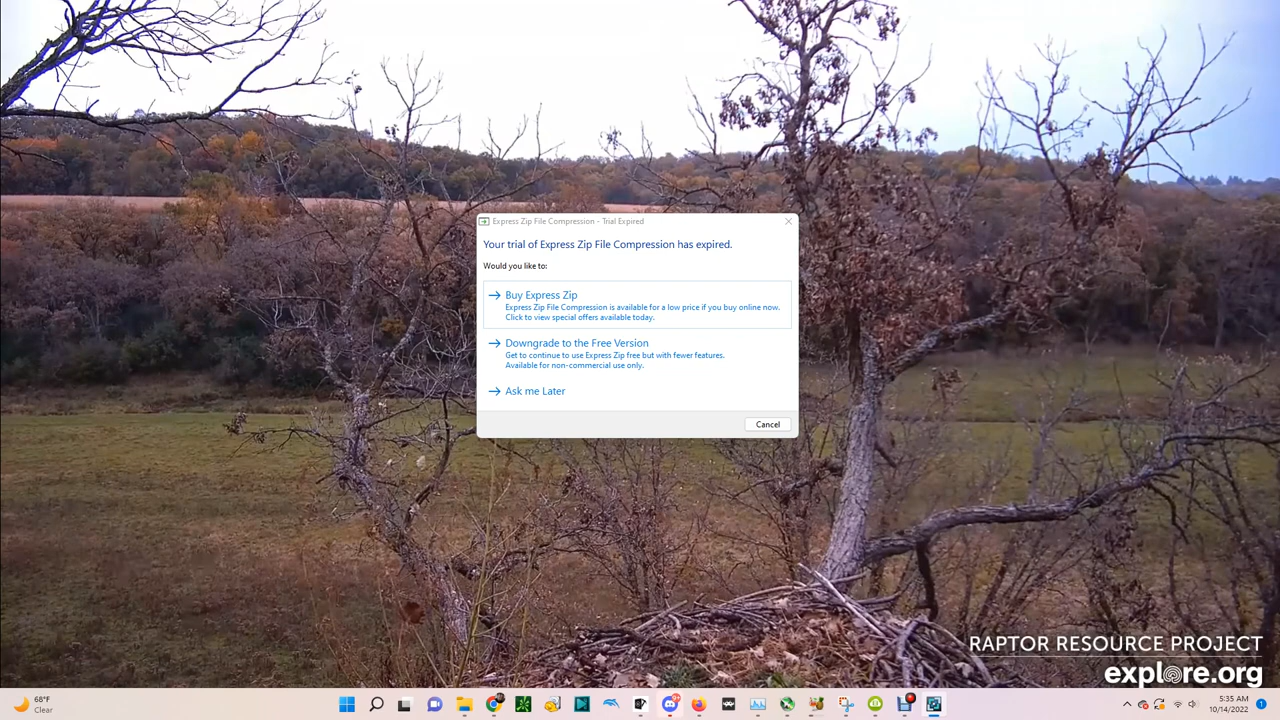 Express Zip File Compression - Trial Expired
Your trial of Express Zip File Compression has expired.
Would you like to:
Buy Express Zip
Express Zip File Compression is available for a low price if you buy online now.
Click to view special offers available today.
Downgrade to the Free Version
Get to continue to use Express Zip free but with fewer features.
Available for non-commercial use only.
Ask me Later
Cancel
RAPTOR RESOURCE PROJECT
explore.org
68°F
Clear
9+
5:35 AM
10/14/2022
1